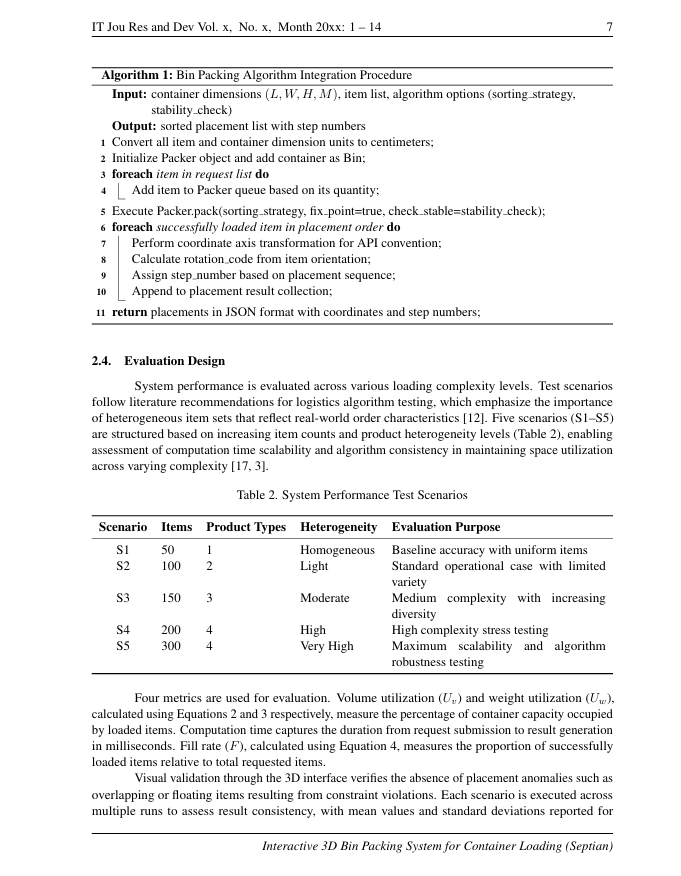 IT Jou Res and Dev Vol. x, No. x, Month 20xx: 1 – 14 7
Algorithm 1: Bin Packing Algorithm Integration Procedure
Input: container dimensions (L, W, H, M), item list, algorithm options (sorting_strategy,
stability_check)
Output: sorted placement list with step numbers
1 Convert all item and container dimension units to centimeters;
2 Initialize Packer object and add container as Bin;
3 foreach item in request list do
4 Add item to Packer queue based on its quantity;
5 Execute Packer.pack(sorting_strategy, fix_point=true, check_stable=stability_check);
6 foreach successfully loaded item in placement order do
7 Perform coordinate axis transformation for API convention;
8 Calculate rotation_code from item orientation;
9 Assign step_number based on placement sequence;
10 Append to placement result collection;
11 return placements in JSON format with coordinates and step numbers;
2.4. Evaluation Design
System performance is evaluated across various loading complexity levels. Test scenarios
follow literature recommendations for logistics algorithm testing, which emphasize the importance
of heterogeneous item sets that reflect real-world order characteristics [12]. Five scenarios (S1–S5)
are structured based on increasing item counts and product heterogeneity levels (Table 2), enabling
assessment of computation time scalability and algorithm consistency in maintaining space utilization
across varying complexity [17, 3].
Table 2. System Performance Test Scenarios
Scenario Items Product Types Heterogeneity Evaluation Purpose
S1 50 1 Homogeneous Baseline accuracy with uniform items
S2 100 2 Light Standard operational case with limited
variety
S3 150 3 Moderate Medium complexity with increasing
diversity
S4 200 4 High High complexity stress testing
S5 300 4 Very High Maximum scalability and algorithm
robustness testing
Four metrics are used for evaluation. Volume utilization (Uv) and weight utilization (Uw),
calculated using Equations 2 and 3 respectively, measure the percentage of container capacity occupied
by loaded items. Computation time captures the duration from request submission to result generation
in milliseconds. Fill rate (F), calculated using Equation 4, measures the proportion of successfully
loaded items relative to total requested items.
Visual validation through the 3D interface verifies the absence of placement anomalies such as
overlapping or floating items resulting from constraint violations. Each scenario is executed across
multiple runs to assess result consistency, with mean values and standard deviations reported for
Interactive 3D Bin Packing System for Container Loading (Septian)